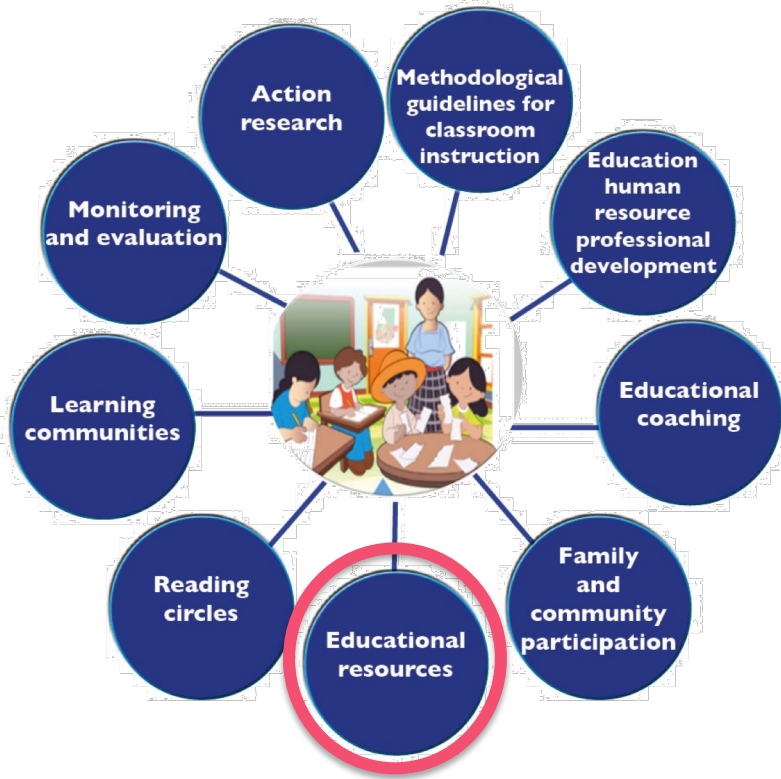 Action
research
Methodological
guidelines for
classroom
instruction
Education
human
resource
professional
development
Educational
coaching
Family
and
community
participation
Educational
resources
Reading
circles
Learning
communities
Monitoring
and evaluation